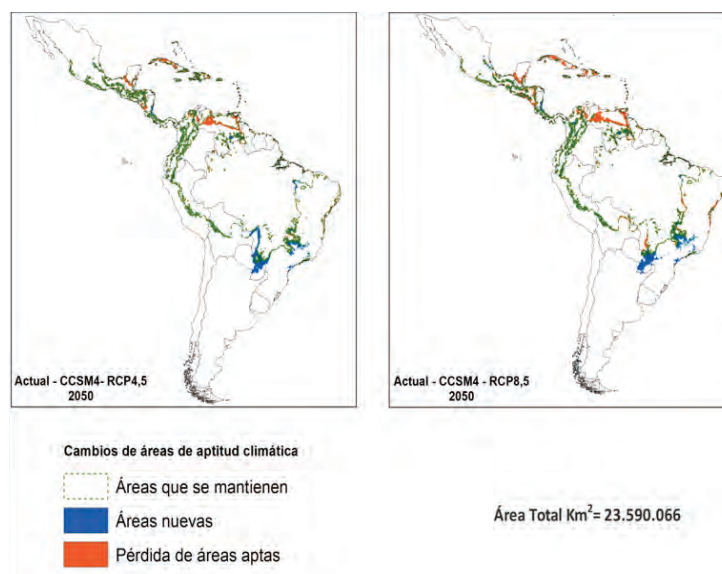 Actual - CCSM4- RCP4,5
2050
Actual - CCSM4 - RCP8,5
2050
Cambios de áreas de aptitud climática
Áreas que se mantienen
Áreas nuevas
Pérdida de áreas aptas
Área Total Km²= 23.590.066